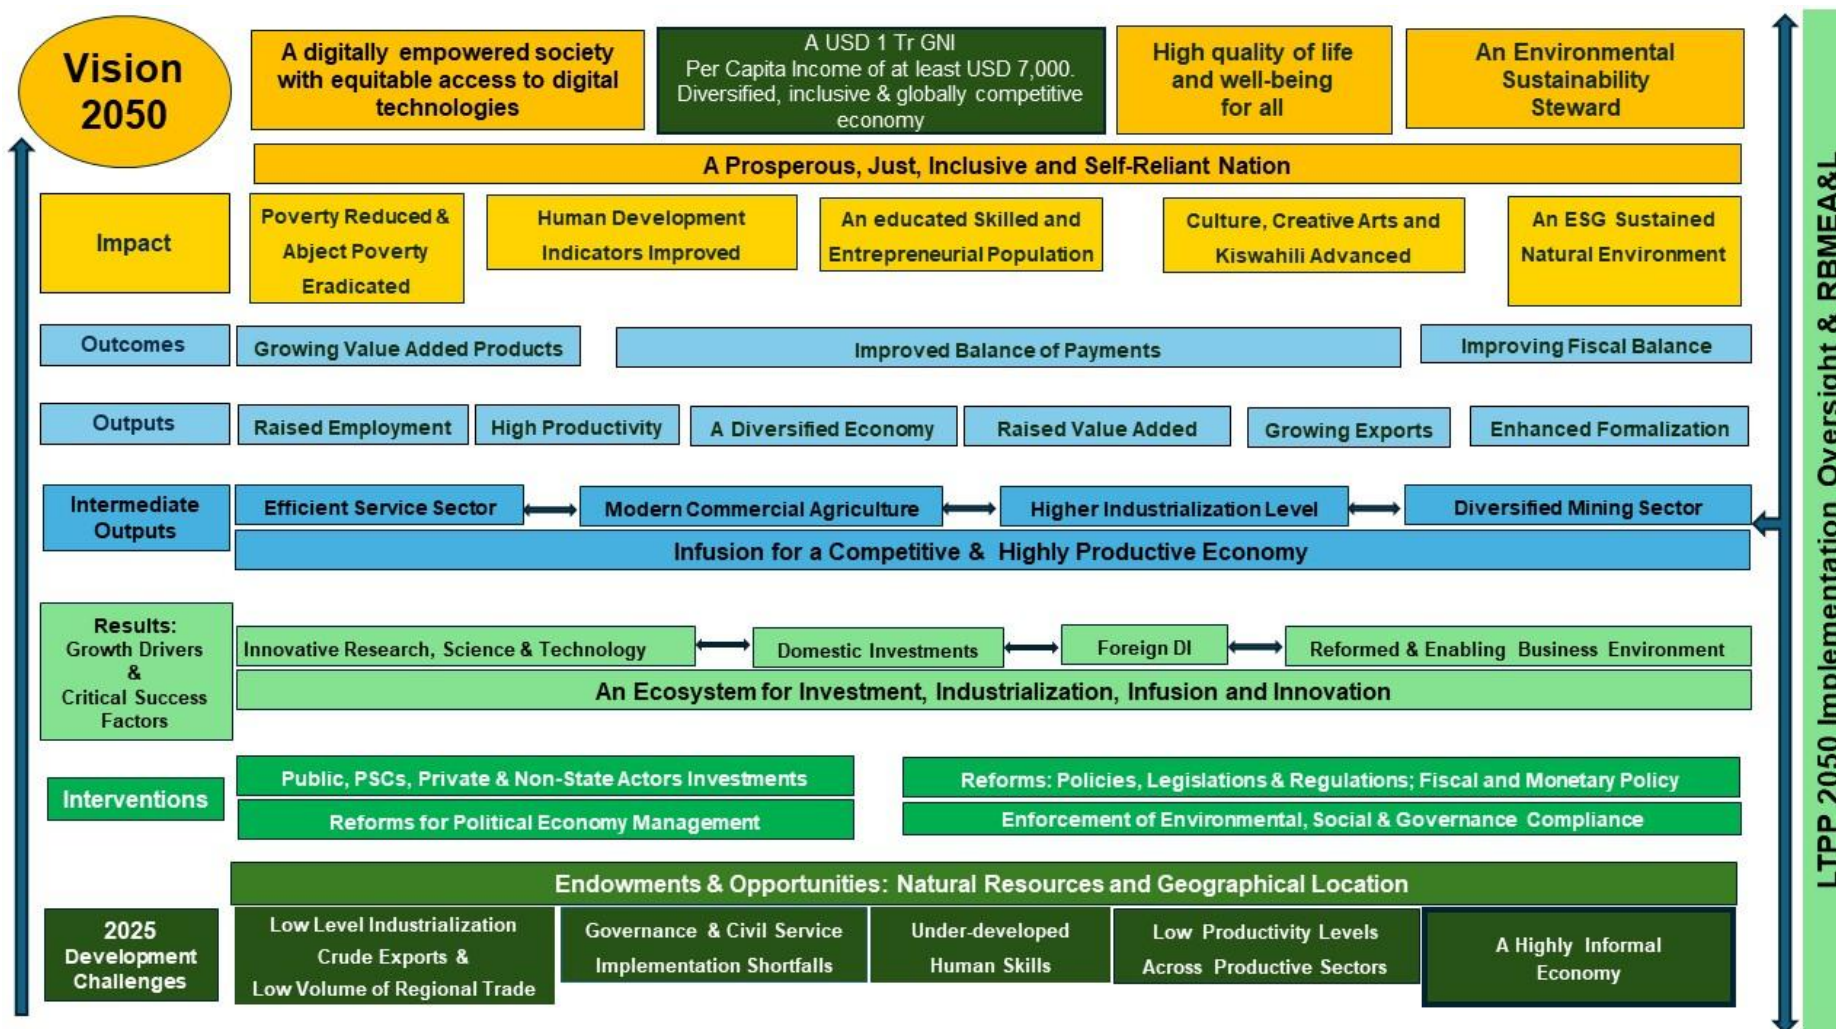 Vision
2050
A digitally empowered society
with equitable access to digital
technologies
A USD 1 Tr GNI
Per Capita Income of at least USD 7,000.
Diversified, inclusive & globally competitive
economy
High quality of life
and well-being
for all
An Environmental
Sustainability
Steward
A Prosperous, Just, Inclusive and Self-Reliant Nation
Impact
Poverty Reduced &
Abject Poverty
Eradicated
Human Development
Indicators Improved
An educated Skilled and
Entrepreneurial Population
Culture, Creative Arts and
Kiswahili Advanced
An ESG Sustained
Natural Environment
Outcomes
Growing Value Added Products
Improved Balance of Payments
Improving Fiscal Balance
Outputs
Raised Employment
High Productivity
A Diversified Economy
Raised Value Added
Growing Exports
Enhanced Formalization
Intermediate
Outputs
Efficient Service Sector
Modern Commercial Agriculture
Higher Industrialization Level
Diversified Mining Sector
Infusion for a Competitive & Highly Productive Economy
Results:
Growth Drivers
&
Critical Success
Factors
Innovative Research, Science & Technology
Domestic Investments
Foreign DI
Reformed & Enabling Business Environment
An Ecosystem for Investment, Industrialization, Infusion and Innovation
Interventions
Public, PSCs, Private & Non-State Actors Investments
Reforms: Policies, Legislations & Regulations; Fiscal and Monetary Policy
Reforms for Political Economy Management
Enforcement of Environmental, Social & Governance Compliance
Endowments & Opportunities: Natural Resources and Geographical Location
2025
Development
Challenges
Low Level Industrialization
Crude Exports &
Low Volume of Regional Trade
Governance & Civil Service
Implementation Shortfalls
Under-developed
Human Skills
Low Productivity Levels
Across Productive Sectors
A Highly Informal
Economy
LTPP 2050 Implementation Oversight & RBMEA&L